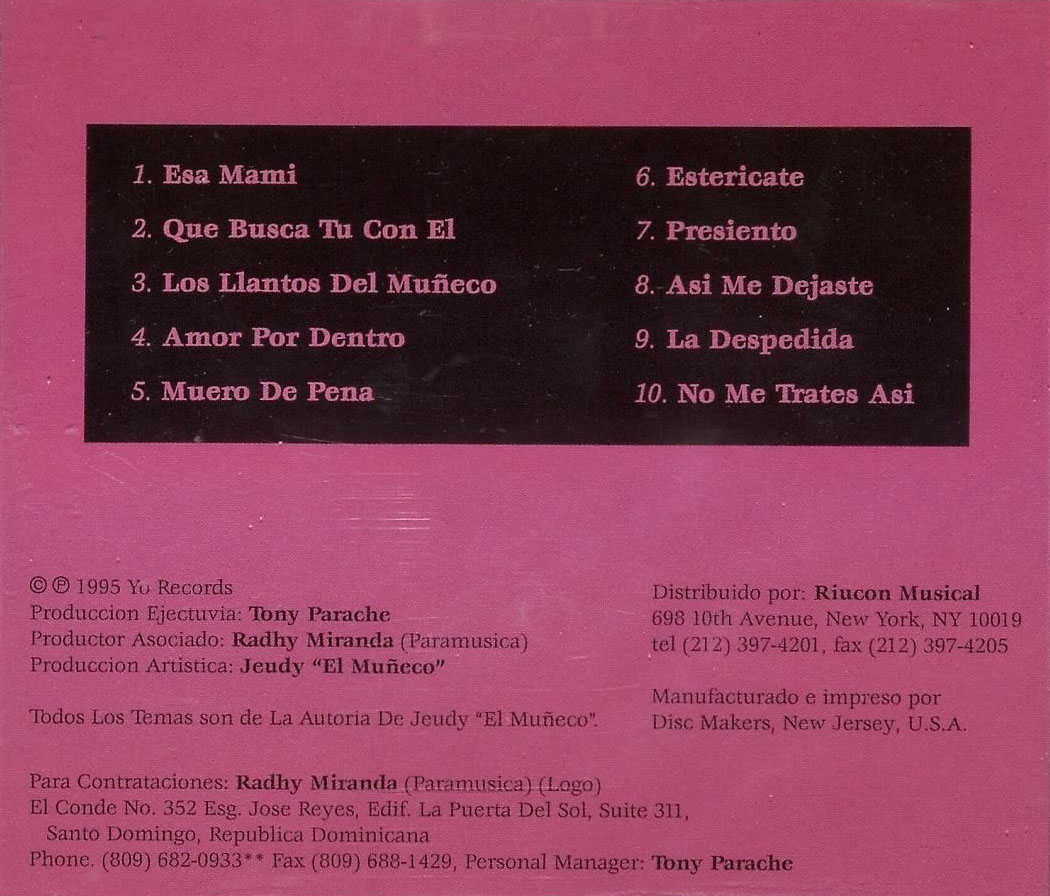 1. Esa Mami
2. Que Busca Tu Con El
3. Los Llantos Del Muñeco
4. Amor Por Dentro
5. Muero De Pena
6. Estericate
7. Presiento
8. Asi Me Dejaste
9. La Despedida
10. No Me Trates Asi
© ℗ 1995 Yo Records
Produccion Ejectuvia: Tony Parache
Productor Asociado: Radhy Miranda (Paramusica)
Produccion Artistica: Jeudy “El Muñeco”
Todos Los Temas son de La Autoria De Jeudy “El Muñeco”.
Distribuido por: Riucon Musical
698 10th Avenue, New York, NY 10019
tel (212) 397-4201, fax (212) 397-4205
Manufacturado e impreso por
Disc Makers, New Jersey, U.S.A.
Para Contrataciones: Radhy Miranda (Paramusica) (Logo)
El Conde No. 352 Esg. Jose Reyes, Edif. La Puerta Del Sol, Suite 311,
Santo Domingo, Republica Dominicana
Phone. (809) 682-0933** Fax (809) 688-1429, Personal Manager: Tony Parache